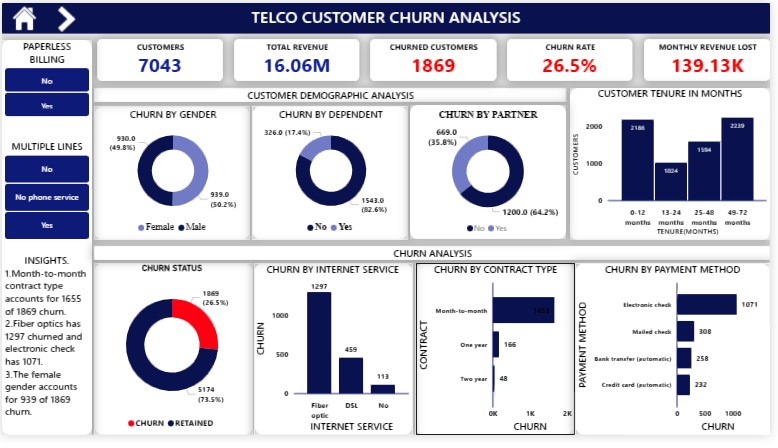 TELCO CUSTOMER CHURN ANALYSIS
PAPERLESS
BILLING
No
Yes
CUSTOMERS
7043
TOTAL REVENUE
16.06M
CHURNED CUSTOMERS
1869
CHURN RATE
26.5%
MONTHLY REVENUE LOST
139.13K
CUSTOMER DEMOGRAPHIC ANALYSIS
CHURN BY GENDER
930.0
(49.8%)
939.0
(50.2%)
Female Male
CHURN BY DEPENDENT
326.0 (17.4%)
1543.0
(82.6%)
No Yes
CHURN BY PARTNER
669.0
(35.8%)
1200.0 (64.2%)
No Yes
CUSTOMER TENURE IN MONTHS
CUSTOMERS
2000
1000
0
2186
1024
1594
2239
0-12
months
13-24
months
25-48
months
49-72
months
TENURE(MONTHS)
MULTIPLE LINES
No
No phone service
Yes
INSIGHTS.
1.Month-to-month
contract type
accounts for 1655
of 1869 churn.
2.Fiber optics has
1297 churned and
electronic check
has 1071.
3.The female
gender accounts
for 939 of 1869
churn.
CHURN ANALYSIS
CHURN STATUS
1869
(26.5%)
5174
(73.5%)
CHURN RETAINED
CHURN BY INTERNET SERVICE
CHURN
1000
500
0
1297
459
113
Fiber
optic
DSL
No
INTERNET SERVICE
CHURN BY CONTRACT TYPE
CONTRACT
Month-to-month
1655
One year
166
Two year
48
0K 1K 2K
CHURN
CHURN BY PAYMENT METHOD
PAYMENT METHOD
Electronic check
1071
Mailed check
308
Bank transfer (automatic)
258
Credit card (automatic)
232
0 500 1000
CHURN